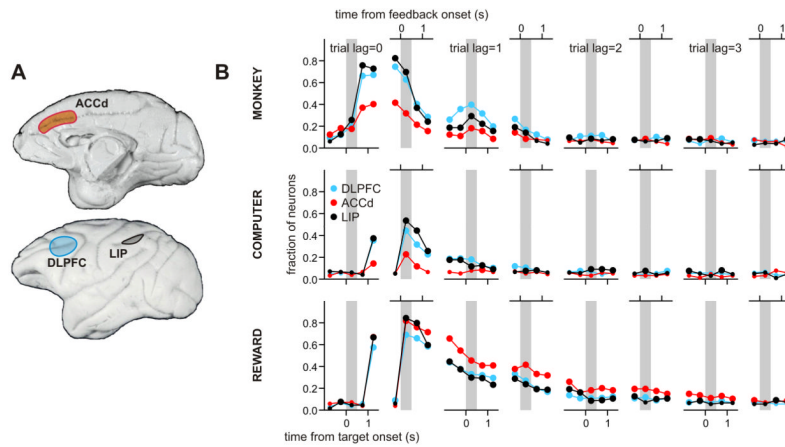 time from feedback onset (s)
0 1 0 1 0 1 0 1
A
B
ACCd
DLPFC
LIP
MONKEY
1.0
0.8
0.6
0.4
0.2
0.0
trial lag=0
trial lag=1
trial lag=2
trial lag=3
COMPUTER
fraction of neurons
0.8
0.6
0.4
0.2
0.0
DLPFC
ACCd
LIP
REWARD
0.8
0.6
0.4
0.2
0.0
0 1 0 1 0 1 0 1
time from target onset (s)